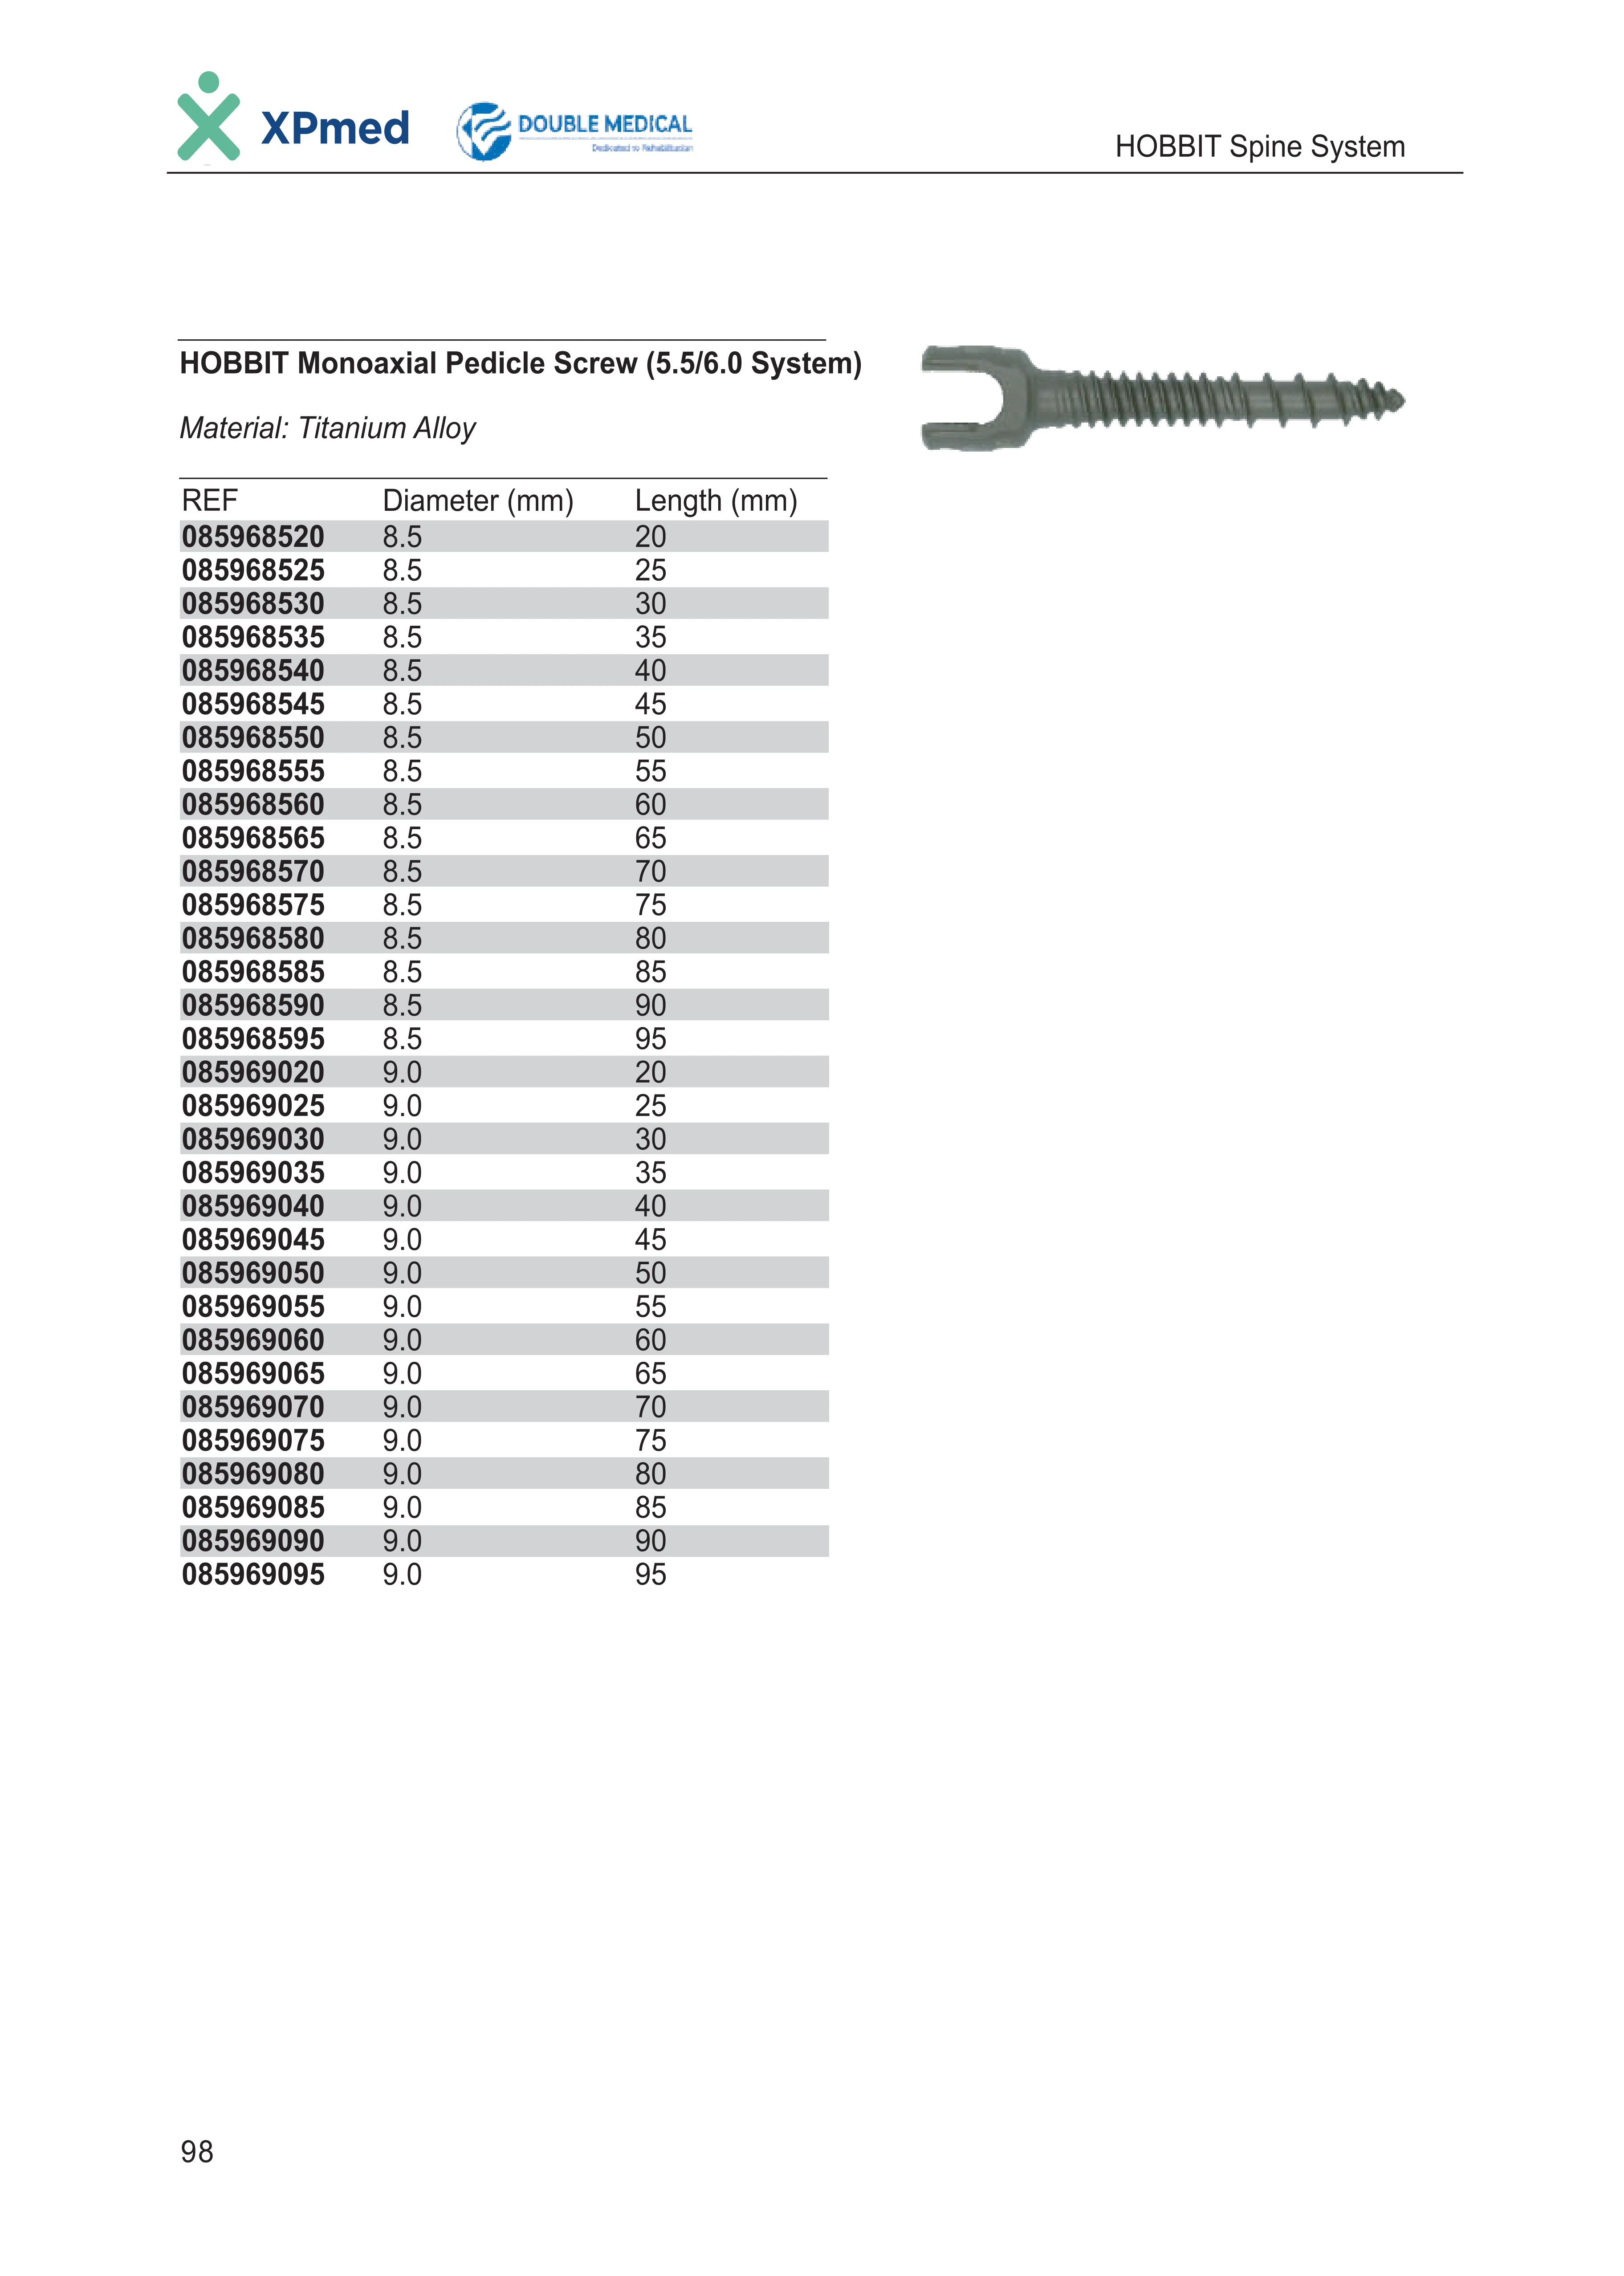 XPmed
DOUBLE MEDICAL
Dedicated to Rehabilitation
HOBBIT Spine System
HOBBIT Monoaxial Pedicle Screw (5.5/6.0 System)
Material: Titanium Alloy
REF Diameter (mm) Length (mm)
085968520 8.5 20
085968525 8.5 25
085968530 8.5 30
085968535 8.5 35
085968540 8.5 40
085968545 8.5 45
085968550 8.5 50
085968555 8.5 55
085968560 8.5 60
085968565 8.5 65
085968570 8.5 70
085968575 8.5 75
085968580 8.5 80
085968585 8.5 85
085968590 8.5 90
085968595 8.5 95
085969020 9.0 20
085969025 9.0 25
085969030 9.0 30
085969035 9.0 35
085969040 9.0 40
085969045 9.0 45
085969050 9.0 50
085969055 9.0 55
085969060 9.0 60
085969065 9.0 65
085969070 9.0 70
085969075 9.0 75
085969080 9.0 80
085969085 9.0 85
085969090 9.0 90
085969095 9.0 95
98